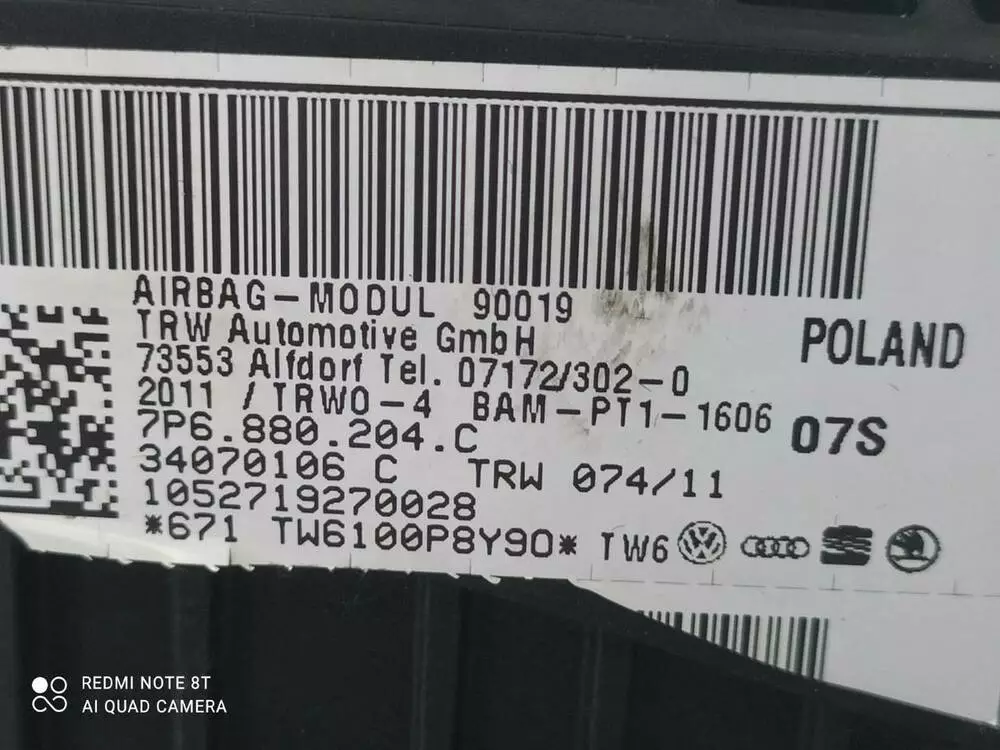 AIRBAG-MODUL 90019
TRW Automotive GmbH
73553 Alfdorf Tel. 07172/302-0
2011 / TRWO-4 BAM-PT1-1606
7P6.880.204.C
34070106 C TRW 074/11
1052719270028
*671 TW6100P8Y90* TW6
POLAND
07S
REDMI NOTE 8T
AI QUAD CAMERA